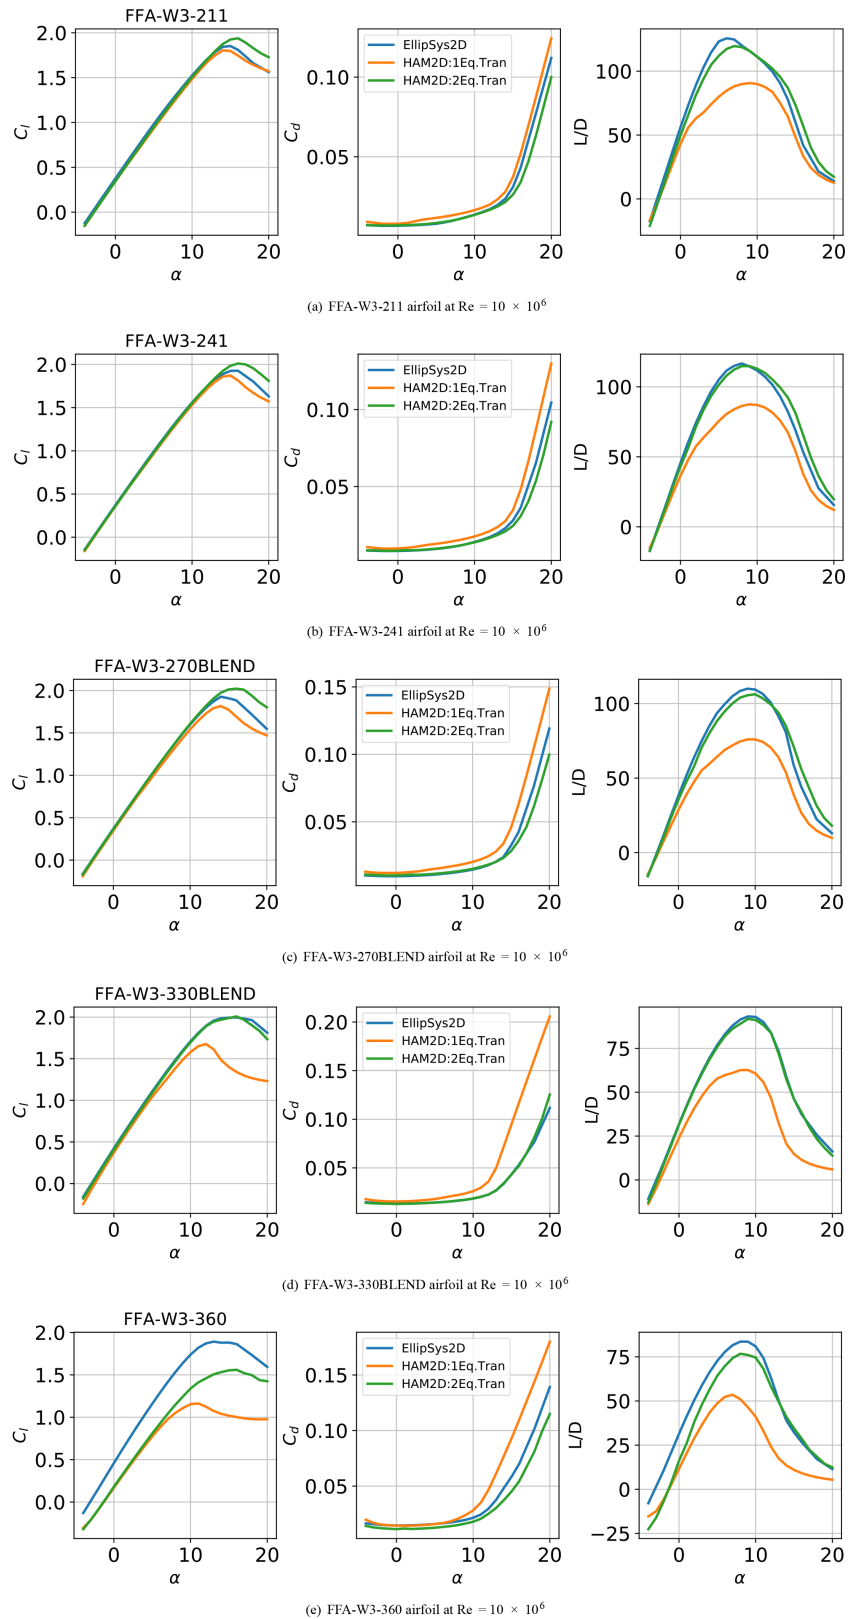 FFA-W3-211
2.0
1.5
1.0
0.5
0.0
C_l
0 10 20
α
EllipSys2D
HAM2D:1Eq.Tran
HAM2D:2Eq.Tran
0.10
0.05
C_d
0 10 20
α
100
50
0
L/D
0 10 20
α
(a) FFA-W3-211 airfoil at Re = 10 × 10⁶
FFA-W3-241
2.0
1.5
1.0
0.5
0.0
C_l
0 10 20
α
EllipSys2D
HAM2D:1Eq.Tran
HAM2D:2Eq.Tran
0.10
0.05
C_d
0 10 20
α
100
50
0
L/D
0 10 20
α
(b) FFA-W3-241 airfoil at Re = 10 × 10⁶
FFA-W3-270BLEND
2.0
1.5
1.0
0.5
0.0
C_l
0 10 20
α
EllipSys2D
HAM2D:1Eq.Tran
HAM2D:2Eq.Tran
0.15
0.10
0.05
C_d
0 10 20
α
100
50
0
L/D
0 10 20
α
(c) FFA-W3-270BLEND airfoil at Re = 10 × 10⁶
FFA-W3-330BLEND
2.0
1.5
1.0
0.5
0.0
C_l
0 10 20
α
EllipSys2D
HAM2D:1Eq.Tran
HAM2D:2Eq.Tran
0.20
0.15
0.10
0.05
C_d
0 10 20
α
75
50
25
0
L/D
0 10 20
α
(d) FFA-W3-330BLEND airfoil at Re = 10 × 10⁶
FFA-W3-360
2.0
1.5
1.0
0.5
0.0
C_l
0 10 20
α
EllipSys2D
HAM2D:1Eq.Tran
HAM2D:2Eq.Tran
0.15
0.10
0.05
C_d
0 10 20
α
75
50
25
0
−25
L/D
0 10 20
α
(e) FFA-W3-360 airfoil at Re = 10 × 10⁶